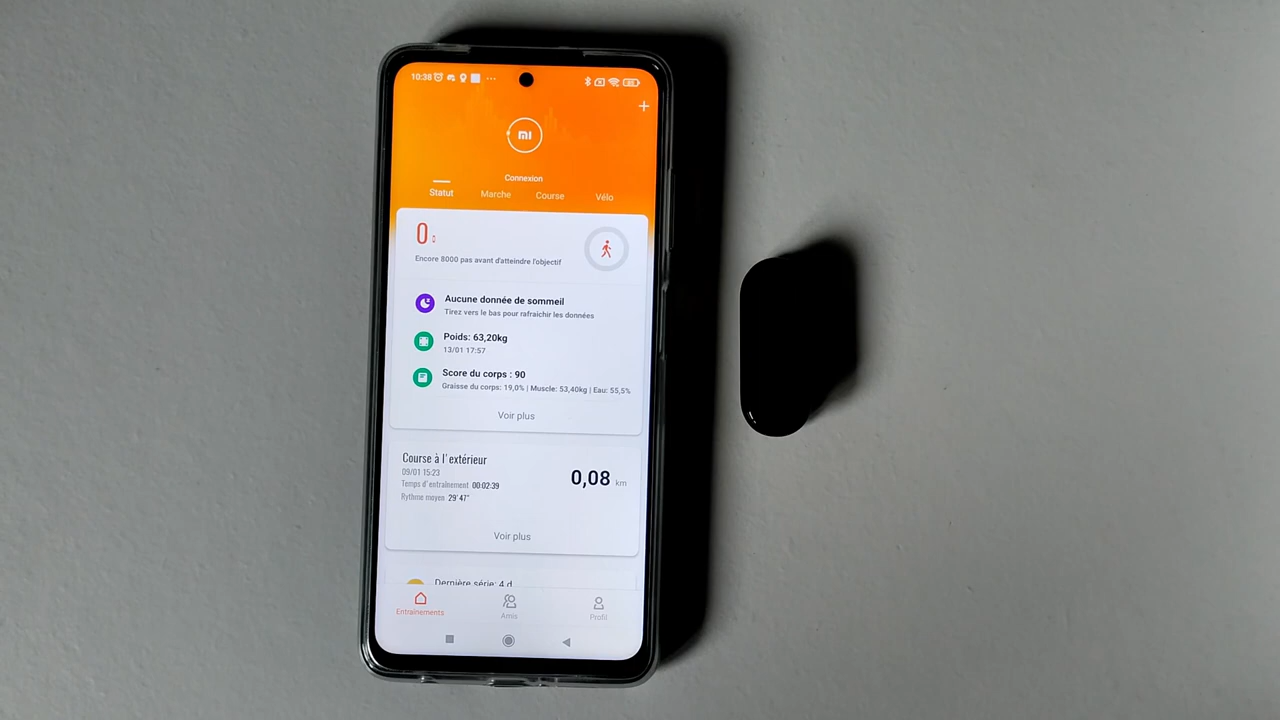 10:38
mi
Connexion
Statut Marche Course Vélo
0
Encore 8000 pas avant d'atteindre l'objectif
Aucune donnée de sommeil
Tirez vers le bas pour rafraichir les données
Poids: 63,20kg
13/01 17:57
Score du corps : 90
Graisse du corps: 19,0% | Muscle: 53,40kg | Eau: 55,5%
Voir plus
Course à l'extérieur
09/01 15:23
0,08 km
Temps d'entraînement 00:02:39
Rythme moyen 29'47"
Voir plus
Dernière série: 4 d
Entraînements Amis Profil